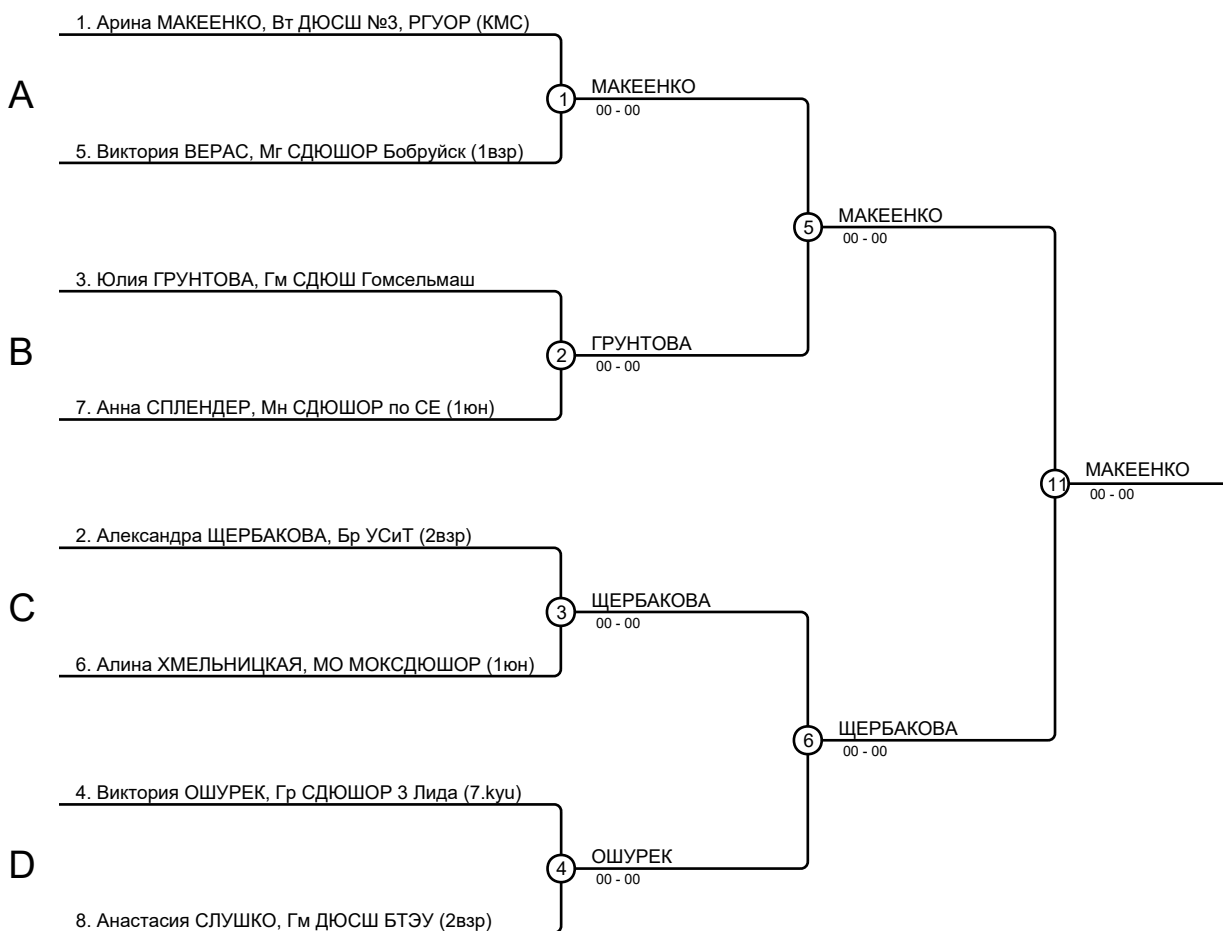 1. Арина МАКЕЕНКО, Вт ДЮСШ №3, РГУОР (КМС)
A
1
МАКЕЕНКО
00 - 00
5. Виктория ВЕРАС, Мг СДЮШОР Бобруйск (1взр)
5
МАКЕЕНКО
00 - 00
3. Юлия ГРУНТОВА, Гм СДЮШ Гомсельмаш
B
2
ГРУНТОВА
00 - 00
7. Анна СПЛЕНДЕР, Мн СДЮШОР по СЕ (1юн)
11
МАКЕЕНКО
00 - 00
2. Александра ЩЕРБАКОВА, Бр УСиТ (2взр)
C
3
ЩЕРБАКОВА
00 - 00
6. Алина ХМЕЛЬНИЦКАЯ, МО МОКСДЮШОР (1юн)
6
ЩЕРБАКОВА
00 - 00
4. Виктория ОШУРЕК, Гр СДЮШОР 3 Лида (7.kyu)
D
4
ОШУРЕК
00 - 00
8. Анастасия СЛУШКО, Гм ДЮСШ БТЭУ (2взр)